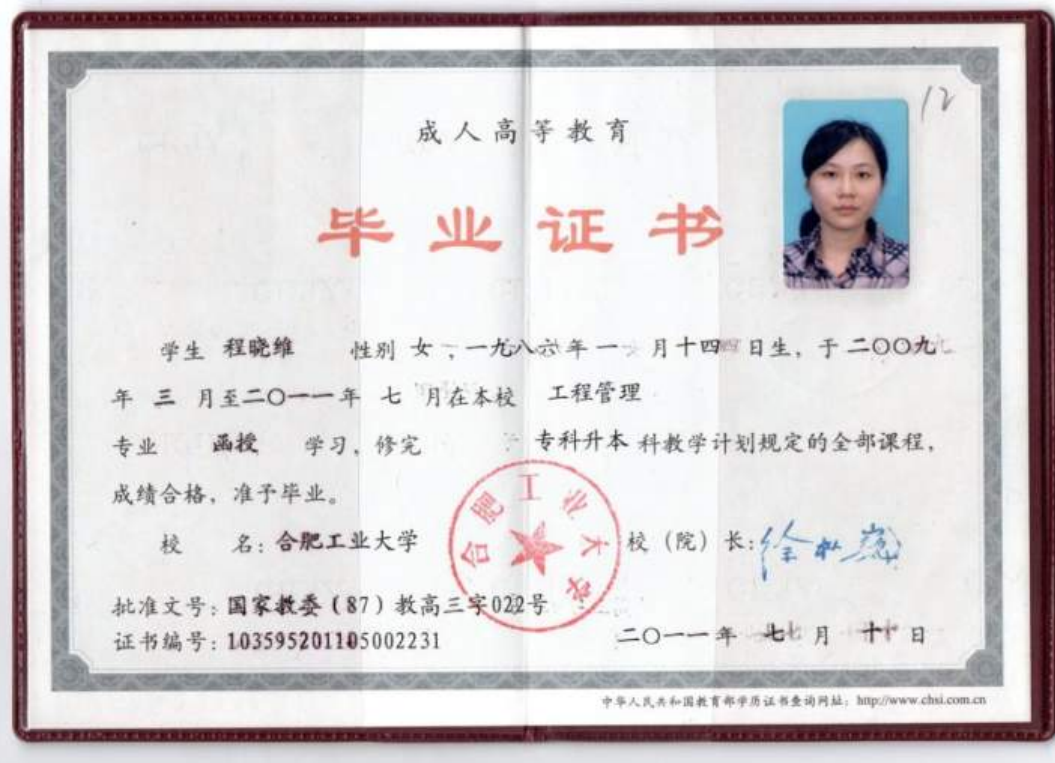 12
成人高等教育
毕业证书
学生 程晓维 性别 女，一九八六年一 月十四日生，于二〇〇九
年 三 月至二〇一一年 七 月在本校 工程管理
专业 函授 学习，修完 专科升本 科教学计划规定的全部课程，
成绩合格，准予毕业。
校 名：合肥工业大学 校（院）长：
合肥工业大学
批准文号：国家教委（87）教高三字022号
证书编号：103595201105002231 二〇一一年 七 月 十 日
中华人民共和国教育部学历证书查询网址：http://www.chsi.com.cn